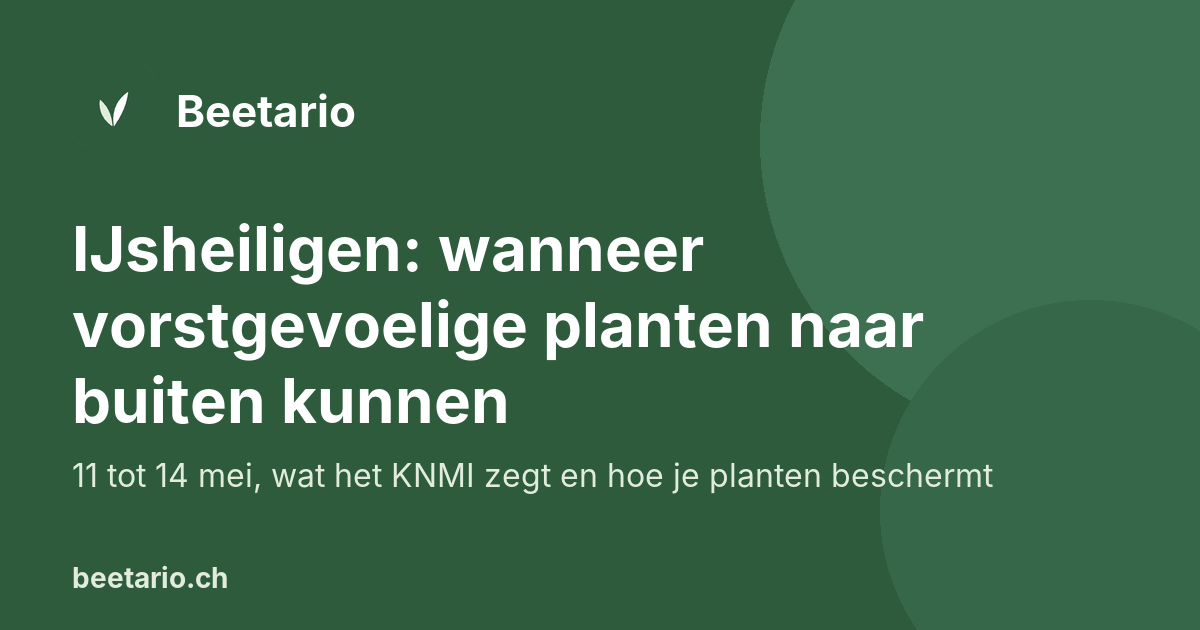 Beetario
IJsheiligen: wanneer
vorstgevoelige planten naar
buiten kunnen
11 tot 14 mei, wat het KNMI zegt en hoe je planten beschermt
beetario.ch